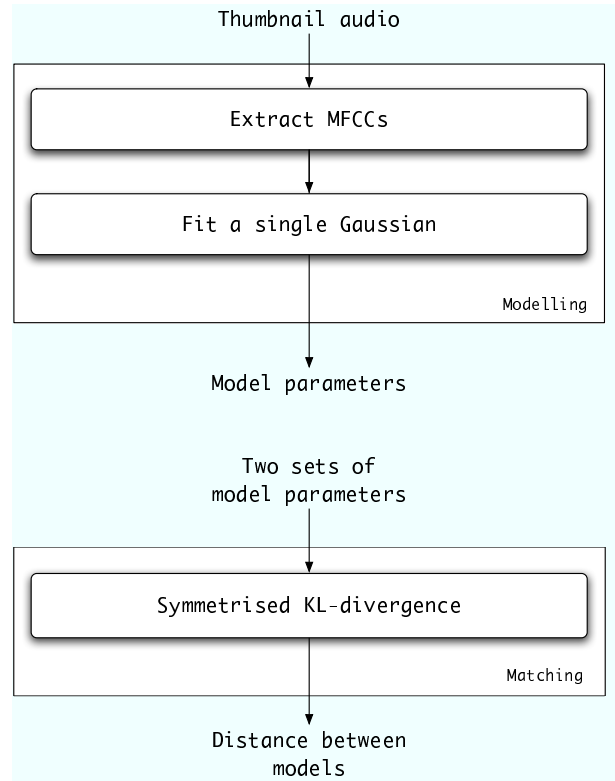 Thumbnail audio
Extract MFCCs
Fit a single Gaussian
Modelling
Model parameters
Two sets of
model parameters
Symmetrised KL-divergence
Matching
Distance between
models